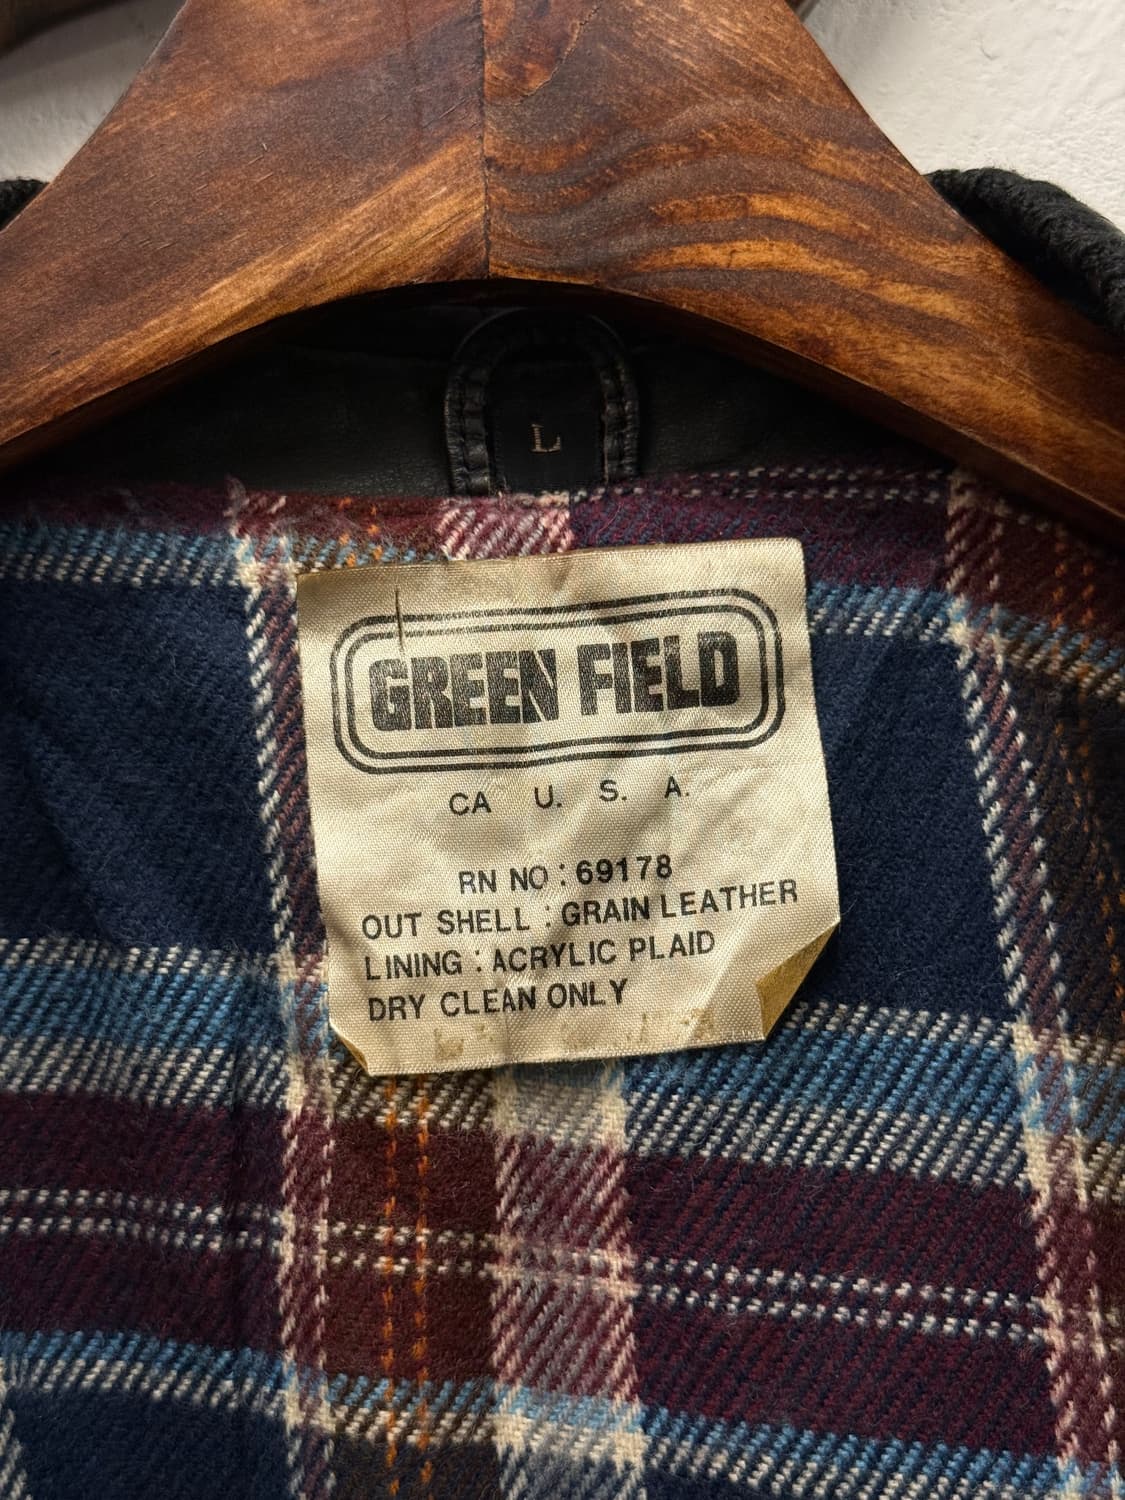 L
GREEN FIELD
CA U. S. A.
RN NO : 69178
OUT SHELL : GRAIN LEATHER
LINING : ACRYLIC PLAID
DRY CLEAN ONLY